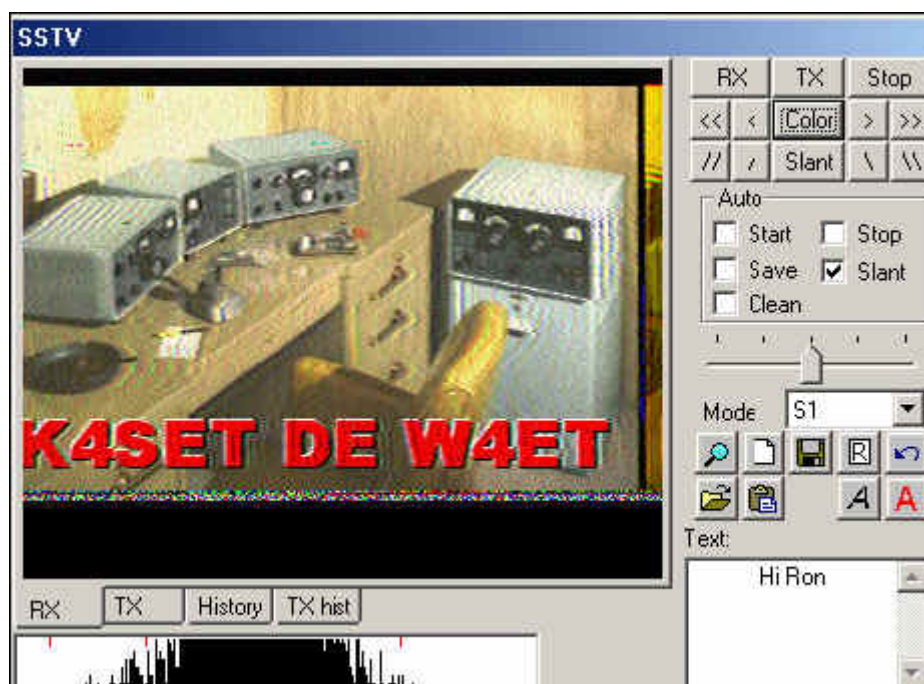 SSTV
RX TX Stop
<< < Color > >>
// / Slant \ \\
Auto
Start Stop
Save Slant
Clean
Mode S1
R
A A
Text:
Hi Ron
K4SET DE W4ET
RX TX History TX hist